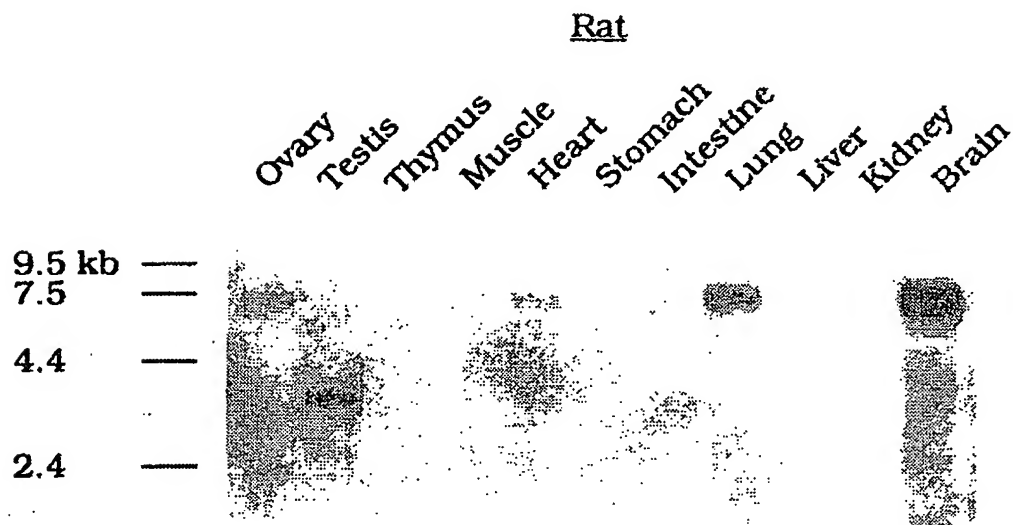 Rat
Ovary
Testis
Thymus
Muscle
Heart
Stomach
Intestine
Lung
Liver
Kidney
Brain
9.5 kb
7.5
4.4
2.4